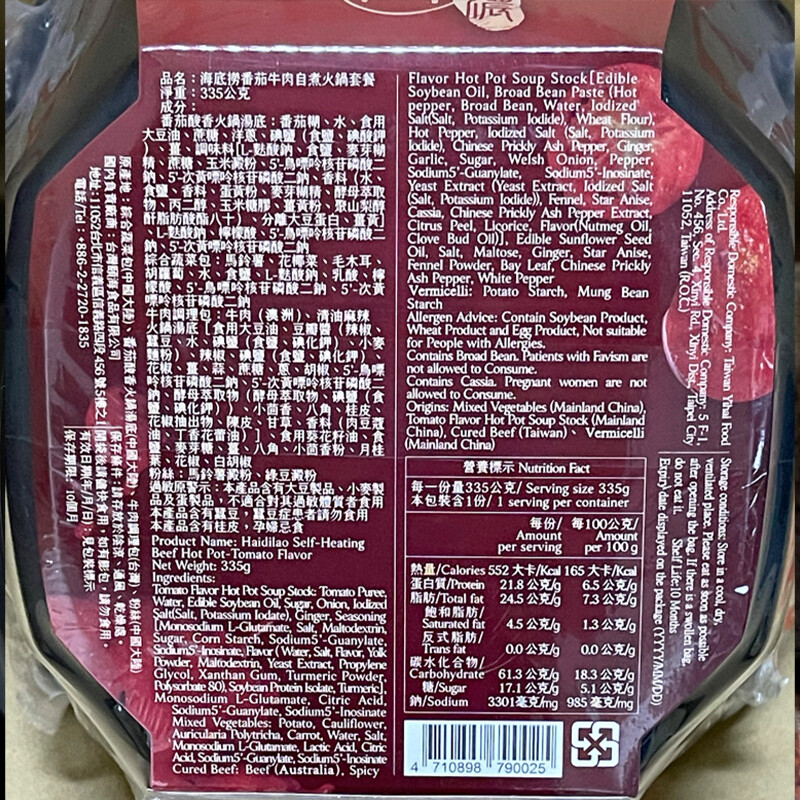 濃
品名：海底撈番茄牛肉自煮火鍋套餐
淨重：335公克
成分：
番茄酸香火鍋湯底：番茄糊、水、食用
大豆油、蔗糖、洋蔥、碘鹽（食鹽、碘酸鉀
）、薑、調味料[L-麩酸鈉、食鹽、麥芽糊
精、蔗糖、玉米澱粉、5'-鳥嘌呤核苷磷酸二
鈉、5'-次黃嘌呤核苷磷酸二鈉、香料（水、
食鹽、香料、蛋黃粉、麥芽糊精、酵母萃取
物、丙二醇、玉米糖膠、薑黃粉、聚山梨醇
酐脂肪酸酯八十）、分離大豆蛋白、薑黃]
、L-麩酸鈉、檸檬酸、5'-鳥嘌呤核苷磷酸二
鈉、5'-次黃嘌呤核苷磷酸二鈉
綜合蔬菜包：馬鈴薯、花椰菜、毛木耳、
胡蘿蔔、水、食鹽、L-麩酸鈉、乳酸、檸
檬酸、5'-鳥嘌呤核苷磷酸二鈉、5'-次黃
嘌呤核苷磷酸二鈉
牛肉調理包：牛肉（澳洲）、清油麻辣
火鍋湯底［食用大豆油、豆瓣醬（辣椒、
蠶豆、水、碘鹽（食鹽、碘化鉀）、小麥
麵粉）、辣椒、碘鹽（食鹽、碘化鉀）、
花椒、薑、蒜、蔗糖、蔥、胡椒、5'-鳥嘌
呤核苷磷酸二鈉、5'-次黃嘌呤核苷磷酸二
鈉、酵母萃取物（酵母萃取物、碘鹽（食
鹽、碘化鉀））、小茴香、八角、桂皮、
花椒抽出物、陳皮、甘草、香料（肉豆蔻
油、丁香花蕾油）］、食用葵花籽油、食
鹽、麥芽糖、薑、八角、小茴香粉、月桂
葉、花椒、白胡椒
粉絲：馬鈴薯澱粉、綠豆澱粉
過敏原警示：本產品含有大豆製品、小麥製
品及蛋製品，不適合對其過敏體質者食用
本產品含有蠶豆，蠶豆症患者請勿食用
本產品含有桂皮，孕婦忌食
Product Name: Haidilao Self-Heating
Beef Hot Pot-Tomato Flavor
Net Weight: 335g
Ingredients:
Tomato Flavor Hot Pot Soup Stock: Tomato Puree,
Water, Edible Soybean Oil, Sugar, Onion, Iodized
Salt(Salt, Potassium Iodate), Ginger, Seasoning
[Monosodium L-Glutamate, Salt, Maltodextrin,
Sugar, Corn Starch, Sodium5'-Guanylate,
Sodium5'-Inosinate, Flavor ( Water, Salt, Flavor, Yolk
Powder, Maltodextrin, Yeast Extract, Propylene
Glycol, Xanthan Gum, Turmeric Powder,
Polysorbate 80), Soybean Protein Isolate, Turmeric],
Monosodium L-Glutamate, Citric Acid,
Sodium5'-Guanylate, Sodium5'-Inosinate
Mixed Vegetables: Potato, Cauliflower,
Auricularia Polytricha, Carrot, Water, Salt,
Monosodium L-Glutamate, Lactic Acid, Citric
Acid, Sodium5'-Guanylate, Sodium5'-Inosinate
Cured Beef: Beef (Australia), Spicy
Flavor Hot Pot Soup Stock[Edible
Soybean Oil, Broad Bean Paste (Hot
pepper, Broad Bean, Water, Iodized
Salt(Salt, Potassium Iodide), Wheat Flour),
Hot Pepper, Iodized Salt (Salt, Potassium
Iodide), Chinese Prickly Ash Pepper, Ginger,
Garlic, Sugar, Welsh Onion, Pepper,
Sodium5'-Guanylate, Sodium5'-Inosinate,
Yeast Extract (Yeast Extract, Iodized Salt
(Salt, Potassium Iodide)), Fennel, Star Anise,
Cassia, Chinese Prickly Ash Pepper Extract,
Citrus Peel, Licorice, Flavor(Nutmeg Oil,
Clove Bud Oil)], Edible Sunflower Seed
Oil, Salt, Maltose, Ginger, Star Anise,
Fennel Powder, Bay Leaf, Chinese Prickly
Ash Pepper, White Pepper
Vermicelli: Potato Starch, Mung Bean
Starch
Allergen Advice: Contain Soybean Product,
Wheat Product and Egg Product, Not suitable
for People with Allergies.
Contains Broad Bean. Patients with Favism are
not allowed to Consume.
Contains Cassia. Pregnant women are not
allowed to Consume.
Origins: Mixed Vegetables (Mainland China),
Tomato Flavor Hot Pot Soup Stock (Mainland
China), Cured Beef (Taiwan)、Vermicelli
(Mainland China)
營養標示 Nutrition Fact
每一份量335公克/ Serving size 335g
本包裝含1份/ 1 serving per container
每份/ 每100公克/
Amount Amount
per serving per 100 g
熱量/Calories 552 大卡/Kcal 165 大卡/Kcal
蛋白質/Protein 21.8 公克/g 6.5 公克/g
脂肪/Total fat 24.5 公克/g 7.3 公克/g
飽和脂肪/
Saturated fat 4.5 公克/g 1.3 公克/g
反式脂肪/
Trans fat 0.0 公克/g 0.0 公克/g
碳水化合物/
Carbohydrate 61.3 公克/g 18.3 公克/g
糖/Sugar 17.1 公克/g 5.1 公克/g
鈉/Sodium 3301毫克/mg 985 毫克/mg
4 710898 790025
Responsible Domestic Company: Taiwan Yihai Food
Co., Ltd.
Address of Responsible Domestic Company: 5 F-1,
No. 456, Sec. 4, Xinyi Rd., Xinyi Dist., Taipei City
11052, Taiwan (R.O.C.)
Storage conditions: Store in a cool, dry,
ventilated place. Please eat as soon as possible
after opening the bag. If there is a swollen bag,
do not eat it. Shelf Life:10 Months
Expiry date displayed on the package (YYYY/MM/DD)
原產地：綜合蔬菜包(中國大陸)、番茄酸香火鍋湯底(中國大陸)、牛肉調理包(台灣)、粉絲(中國大陸)
國內負責廠商：台灣頤海食品有限公司
地址：11052台北市信義區信義路四段456號5樓之1
電話/Tel：+886-2-2720-1835
保存條件：請存放於陰涼、通風、乾燥處。
開袋後請儘快食用，如有膨包，請勿食用。
有效日期(年/月/日)：見包裝標示
保存期限：10個月